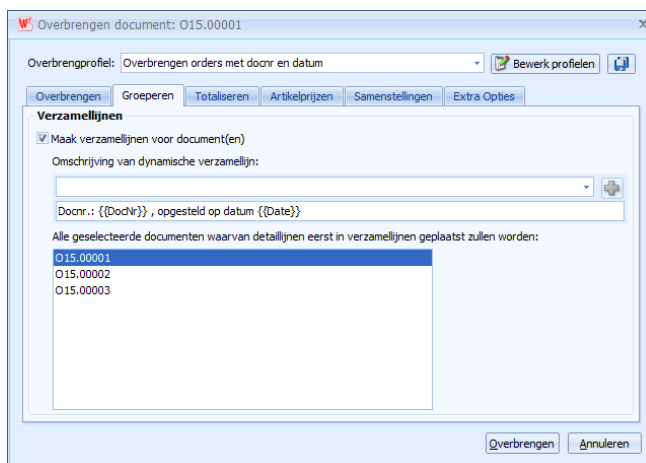 Overbrengen document: O15.00001
Overbrengprofiel: Overbrengen orders met docnr en datum Bewerk profielen
Overbrengen Groeperen Totaliseren Artikelprijzen Samenstellingen Extra Opties
Verzamellijnen
Maak verzamellijnen voor document(en)
Omschrijving van dynamische verzamellijn:
Docnr.: {{DocNr}} , opgesteld op datum {{Date}}
Alle geselecteerde documenten waarvan detaillijnen eerst in verzamellijnen geplaatst zullen worden:
O15.00001
O15.00002
O15.00003
Overbrengen Annuleren